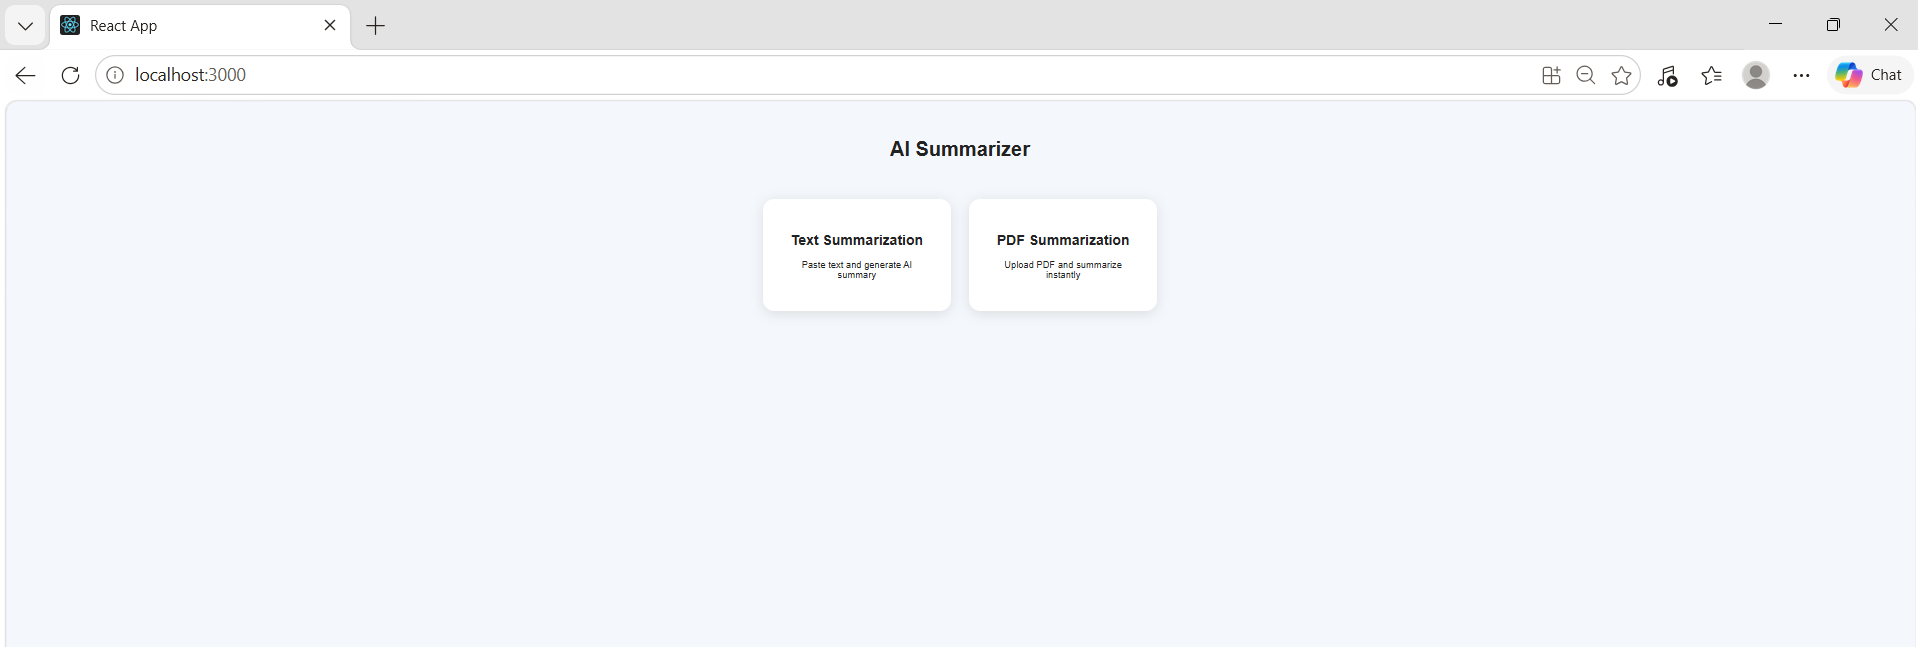 React App
localhost:3000
Chat
AI Summarizer
Text Summarization
Paste text and generate AI
summary
PDF Summarization
Upload PDF and summarize
instantly